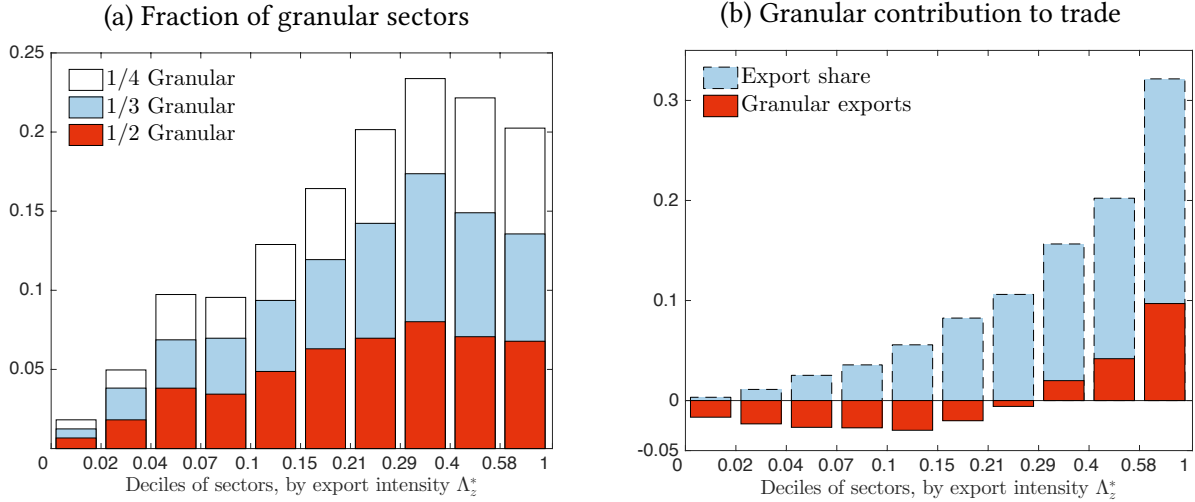 (a) Fraction of granular sectors
0.25
0.2
0.15
0.1
0.05
1/4 Granular
1/3 Granular
1/2 Granular
0 0.02 0.04 0.07 0.1 0.15 0.21 0.29 0.4 0.58 1
Deciles of sectors, by export intensity Λ*z
(b) Granular contribution to trade
0.3
0.2
0.1
0
-0.05
Export share
Granular exports
0 0.02 0.04 0.07 0.1 0.15 0.21 0.29 0.4 0.58 1
Deciles of sectors, by export intensity Λ*z